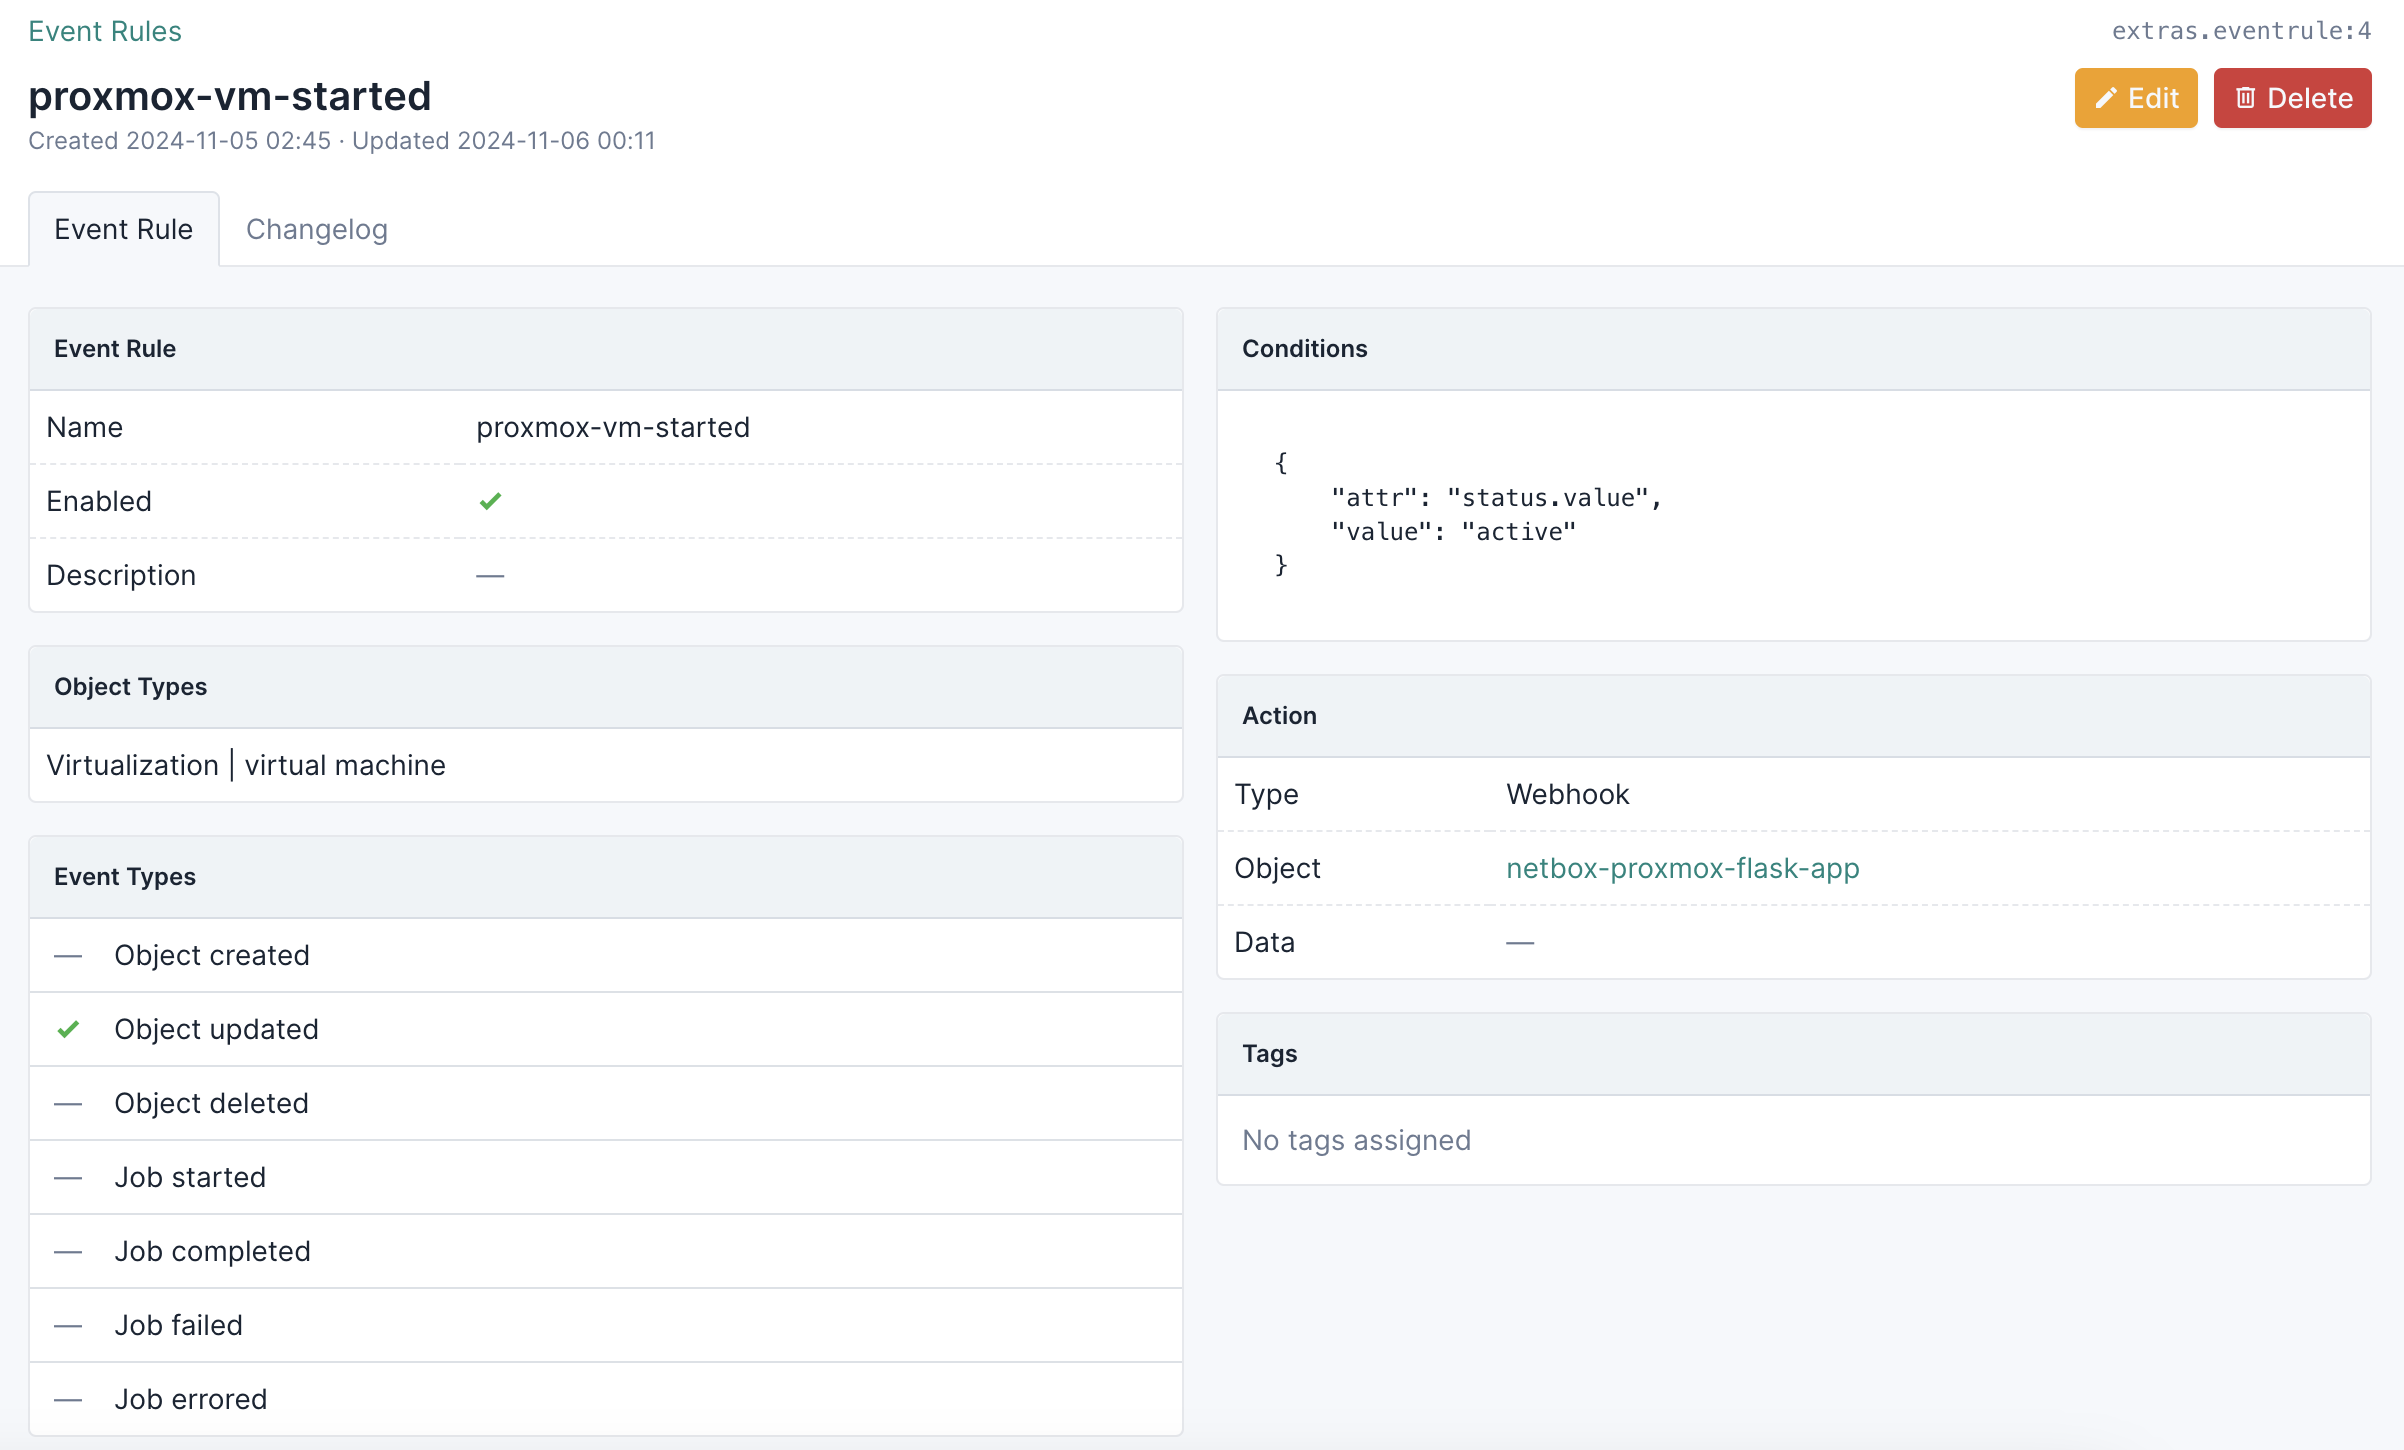 Event Rules
extras.eventrule:4
proxmox-vm-started
Edit
Delete
Created 2024-11-05 02:45 · Updated 2024-11-06 00:11
Event Rule
Changelog
Event Rule
Name
proxmox-vm-started
Enabled
Description
—
Object Types
Virtualization | virtual machine
Event Types
— Object created
Object updated
— Object deleted
— Job started
— Job completed
— Job failed
— Job errored
Conditions
{
    "attr": "status.value",
    "value": "active"
}
Action
Type
Webhook
Object
netbox-proxmox-flask-app
Data
—
Tags
No tags assigned